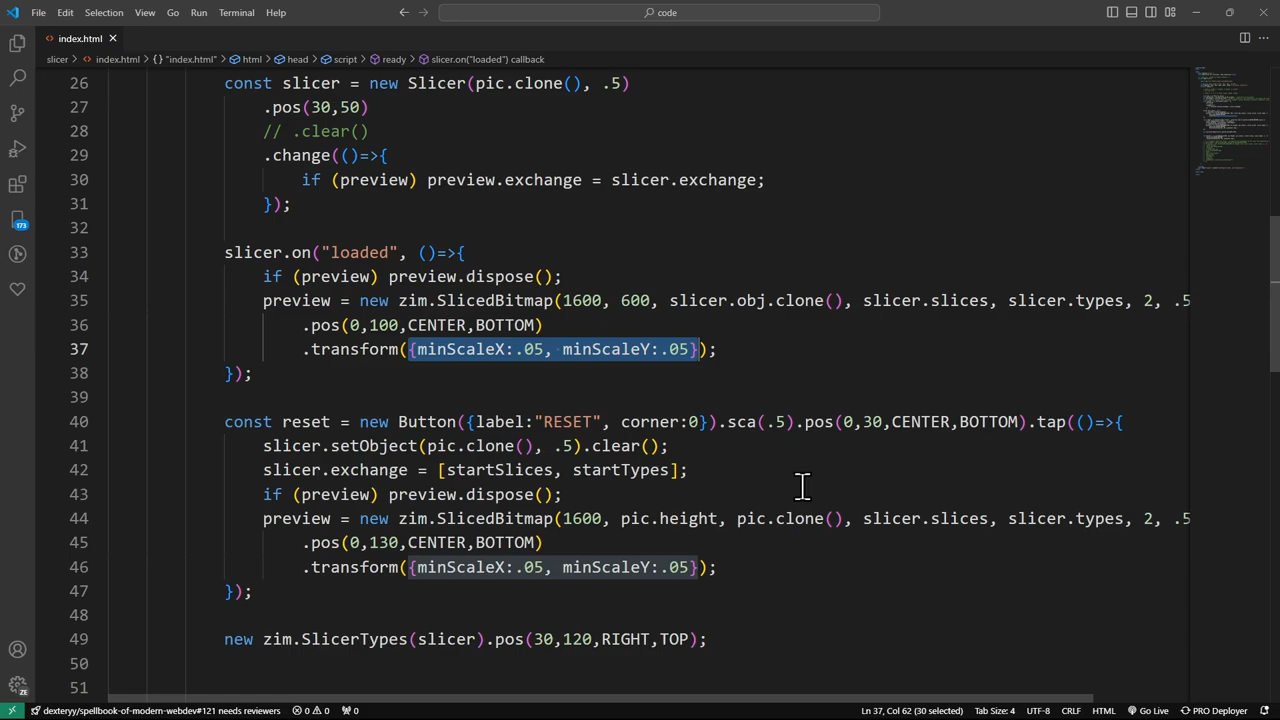 File Edit Selection View Go Run Terminal Help code
index.html
slicer index.html "index.html" html head script ready slicer.on("loaded") callback
26 const slicer = new Slicer(pic.clone(), .5)
27 .pos(30,50)
28 // .clear()
29 .change(()=>{
30 if (preview) preview.exchange = slicer.exchange;
31 });
32
33 slicer.on("loaded", ()=>{
34 if (preview) preview.dispose();
35 preview = new zim.SlicedBitmap(1600, 600, slicer.obj.clone(), slicer.slices, slicer.types, 2, .5
36 .pos(0,100,CENTER,BOTTOM)
37 .transform({minScaleX:.05, minScaleY:.05});
38 });
39
40 const reset = new Button({label:"RESET", corner:0}).sca(.5).pos(0,30,CENTER,BOTTOM).tap(()=>{
41 slicer.setObject(pic.clone(), .5).clear();
42 slicer.exchange = [startSlices, startTypes];
43 if (preview) preview.dispose();
44 preview = new zim.SlicedBitmap(1600, pic.height, pic.clone(), slicer.slices, slicer.types, 2, .5
45 .pos(0,130,CENTER,BOTTOM)
46 .transform({minScaleX:.05, minScaleY:.05});
47 });
48
49 new zim.SlicerTypes(slicer).pos(30,120,RIGHT,TOP);
50
51
173
ZE
dexteryy/spellbook-of-modern-webdev#121 needs reviewers 0 0 0 Ln 37, Col 62 (30 selected) Tab Size: 4 UTF-8 CRLF HTML Go Live PRO Deployer